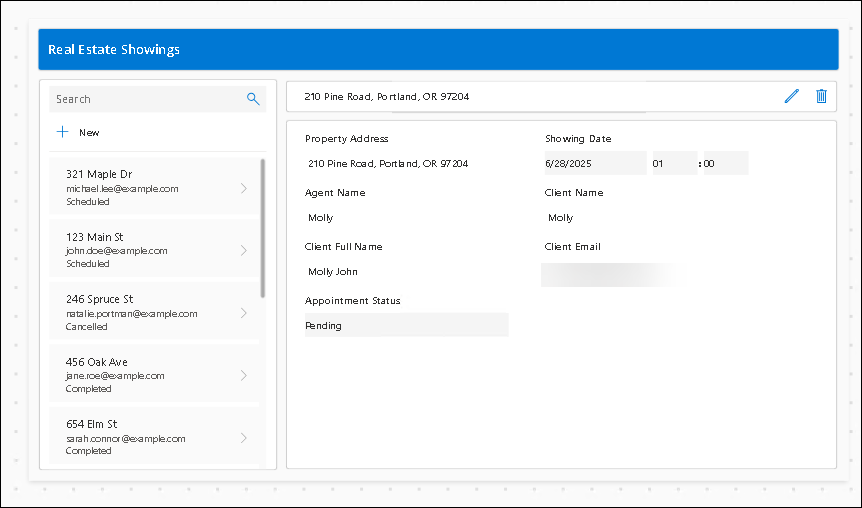 Real Estate Showings
Search
New
321 Maple Dr
michael.lee@example.com
Scheduled
123 Main St
john.doe@example.com
Scheduled
246 Spruce St
natalie.portman@example.com
Cancelled
456 Oak Ave
jane.roe@example.com
Completed
654 Elm St
sarah.connor@example.com
Completed
210 Pine Road, Portland, OR 97204
Property Address
210 Pine Road, Portland, OR 97204
Showing Date
6/28/2025 01 : 00
Agent Name
Molly
Client Name
Molly
Client Full Name
Molly John
Client Email
Appointment Status
Pending